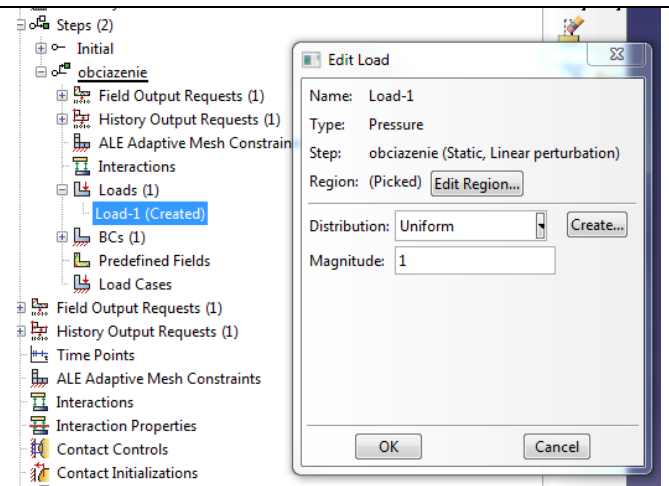 Steps (2)
Initial
obciazenie
Field Output Requests (1)
History Output Requests (1)
ALE Adaptive Mesh Constrain
Interactions
Loads (1)
Load-1 (Created)
BCs (1)
Predefined Fields
Load Cases
Field Output Requests (1)
History Output Requests (1)
Time Points
ALE Adaptive Mesh Constraints
Interactions
Interaction Properties
Contact Controls
Contact Initializations
Edit Load
Name: Load-1
Type: Pressure
Step: obciazenie (Static, Linear perturbation)
Region: (Picked) Edit Region...
Distribution: Uniform Create...
Magnitude: 1
OK Cancel